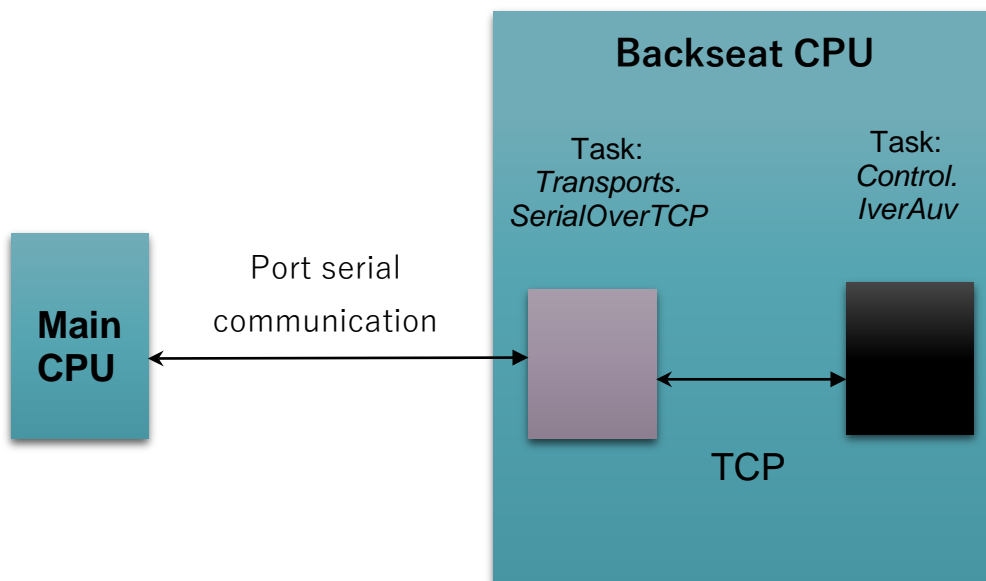 Backseat CPU
Task:
Transports.
SerialOverTCP
Task:
Control.
IverAuv
Port serial
communication
Main
CPU
TCP